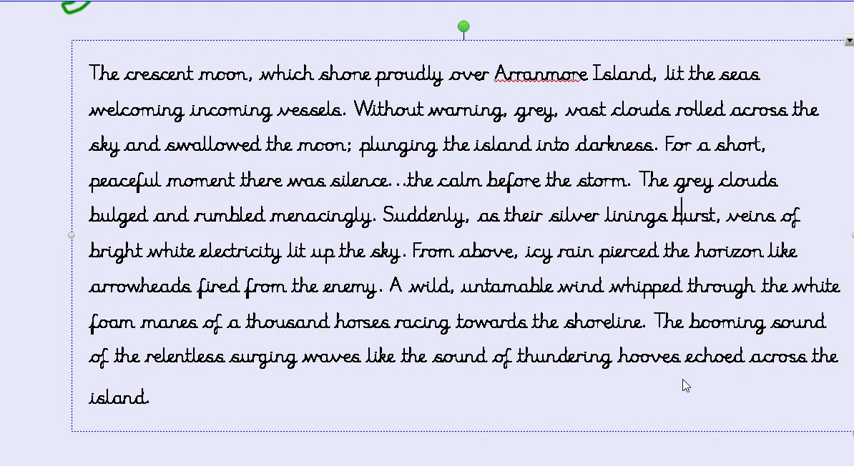 The crescent moon, which shone proudly over Arranmore Island, lit the seas
welcoming incoming vessels. Without warning, grey, vast clouds rolled across the
sky and swallowed the moon; plunging the island into darkness. For a short,
peaceful moment there was silence...the calm before the storm. The grey clouds
bulged and rumbled menacingly. Suddenly, as their silver linings burst, veins of
bright white electricity lit up the sky. From above, icy rain pierced the horizon like
arrowheads fired from the enemy. A wild, untamable wind whipped through the white
foam manes of a thousand horses racing towards the shoreline. The booming sound
of the relentless surging waves like the sound of thundering hooves echoed across the
island.